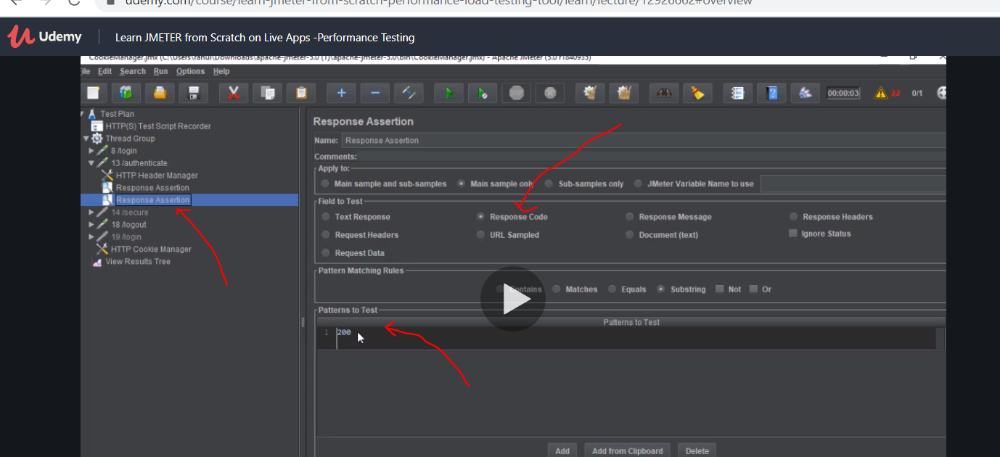 udemy.com/course/learn-jmeter-from-scratch-performance-load-testing-tool/learn/lecture/12926662#overview
Udemy
Learn JMETER from Scratch on Live Apps -Performance Testing
CookieManager.jmx (C:\Users\rahul\Downloads\apache-jmeter-5.0 (1)\apache-jmeter-5.0\bin\CookieManager.jmx) - Apache JMeter (5.0 r1840935)
ile Edit Search Run Options Help
00:00:03 22 0/1
Test Plan
HTTP(S) Test Script Recorder
Thread Group
8 /login
13 /authenticate
HTTP Header Manager
Response Assertion
Response Assertion
14 /secure
18 /logout
19 /login
HTTP Cookie Manager
View Results Tree
Response Assertion
Name: Response Assertion
Comments:
Apply to:
Main sample and sub-samples Main sample only Sub-samples only JMeter Variable Name to use
Field to Test
Text Response Response Code Response Message Response Headers
Request Headers URL Sampled Document (text) Ignore Status
Request Data
Pattern Matching Rules
Contains Matches Equals Substring Not Or
Patterns to Test
Patterns to Test
1 200
Add Add from Clipboard Delete